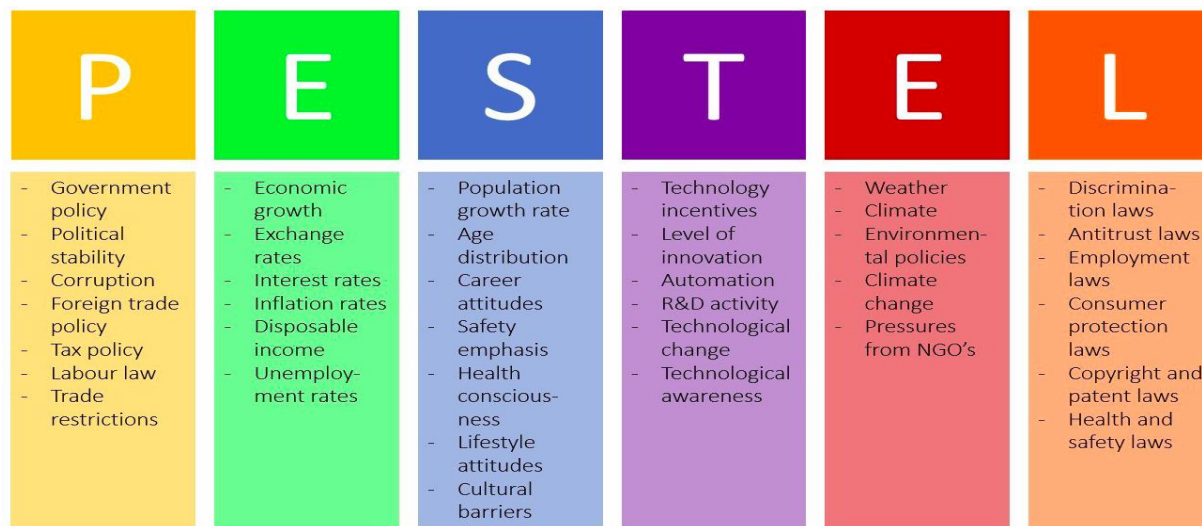 P
- Government
policy
- Political
stability
- Corruption
- Foreign trade
policy
- Tax policy
- Labour law
- Trade
restrictions
E
- Economic
growth
- Exchange
rates
- Interest rates
- Inflation rates
- Disposable
income
- Unemploy-
ment rates
S
- Population
growth rate
- Age
distribution
- Career
attitudes
- Safety
emphasis
- Health
conscious-
ness
- Lifestyle
attitudes
- Cultural
barriers
T
- Technology
incentives
- Level of
innovation
- Automation
- R&D activity
- Technological
change
- Technological
awareness
E
- Weather
- Climate
- Environmen-
tal policies
- Climate
change
- Pressures
from NGO's
L
- Discrimina-
tion laws
- Antitrust laws
- Employment
laws
- Consumer
protection
laws
- Copyright and
patent laws
- Health and
safety laws